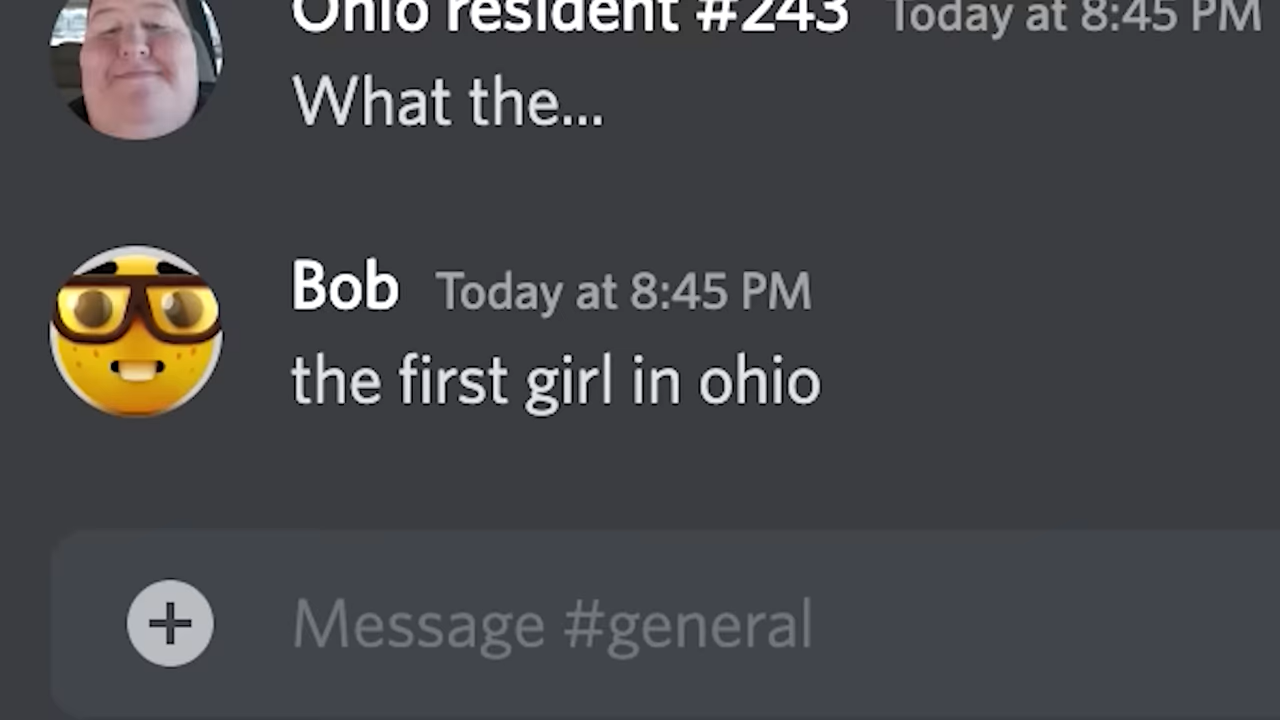 Ohio resident #243 Today at 8:45 PM
What the...
Bob Today at 8:45 PM
the first girl in ohio
Message #general